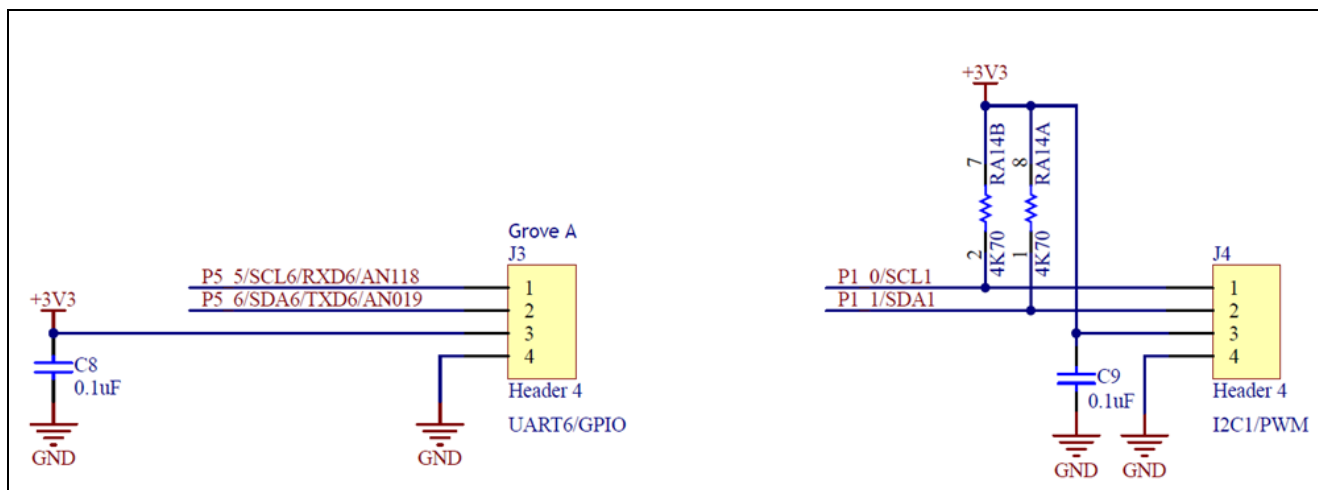 Grove A
J3
P5_5/SCL6/RXD6/AN118
P5_6/SDA6/TXD6/AN019
+3V3
C8
0.1uF
GND
GND
1
2
3
4
Header 4
UART6/GPIO
+3V3
7
RA14B
8
RA14A
2
4K70
1
4K70
J4
P1_0/SCL1
P1_1/SDA1
1
2
3
4
C9
0.1uF
GND
GND
Header 4
I2C1/PWM